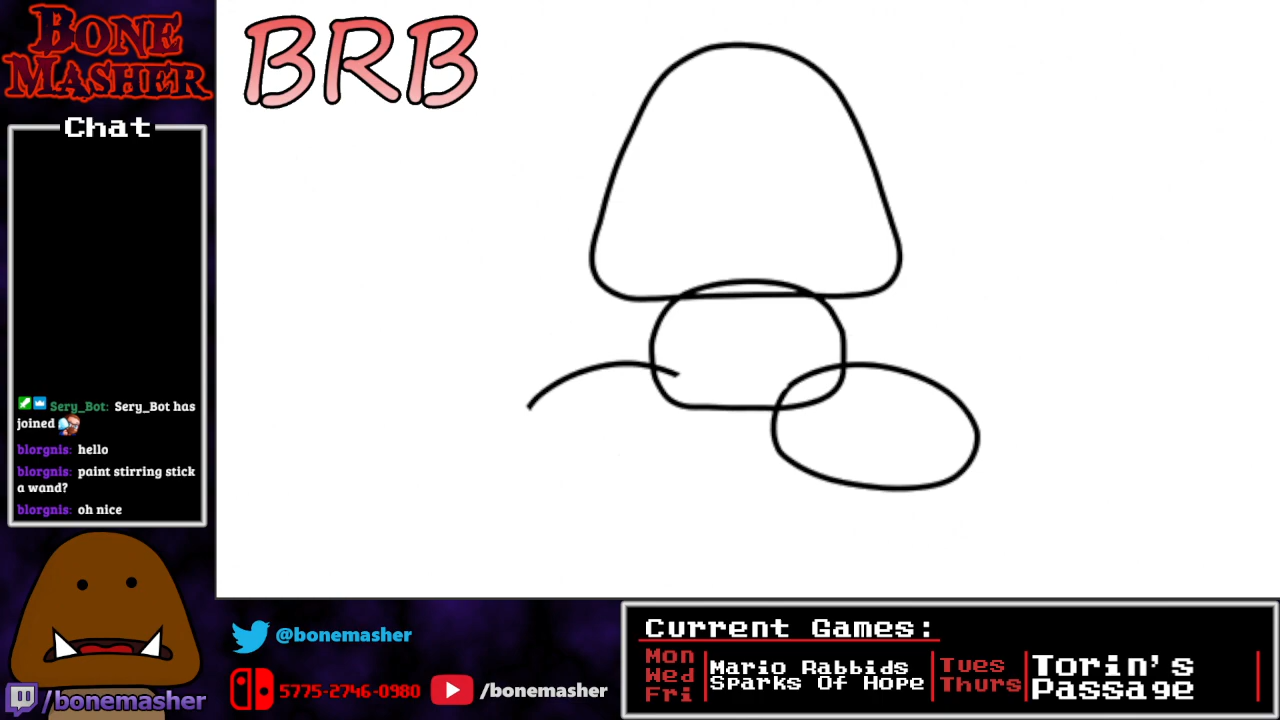 BONE
MASHER
BRB
Chat
Sery_Bot: Sery_Bot has
joined
blorgnis: hello
blorgnis: paint stirring stick
a wand?
blorgnis: oh nice
/bonemasher
@bonemasher
5775-2746-0980
/bonemasher
Current Games:
Mon
Wed
Fri
Mario Rabbids
Sparks Of Hope
Tues
Thurs
Torin's
Passage